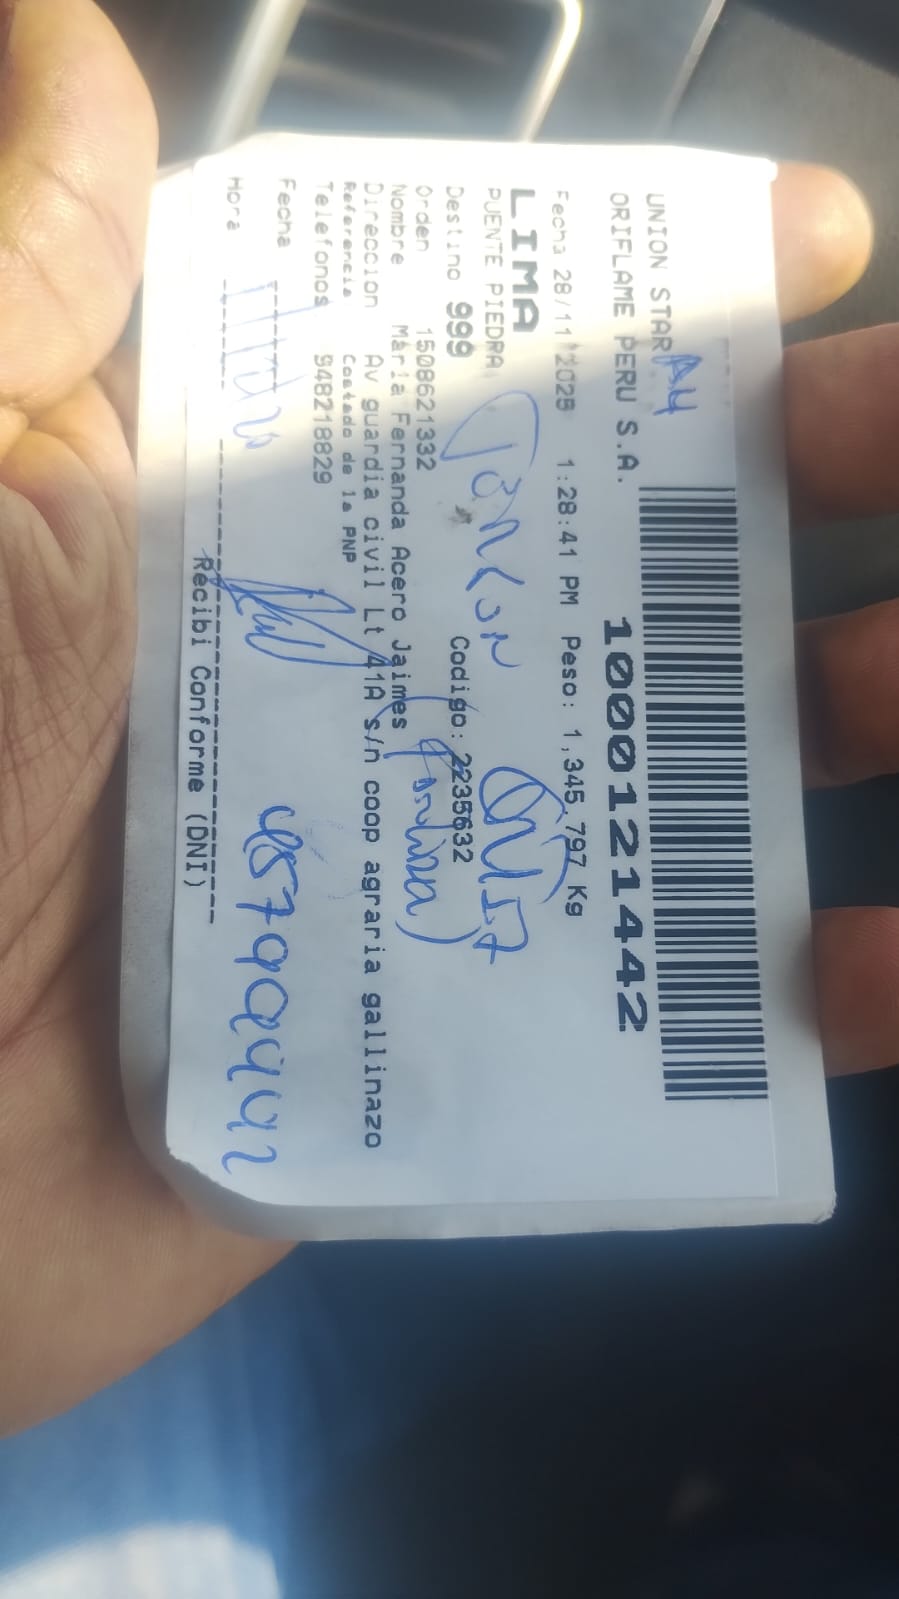 UNION STAR A4
ORIFLAME PERU S.A.
1000121442
Fecha 28/11/2025 1:28:41 PM Peso: 1,345.797 Kg
LIMA
PUENTE PIEDRA
Destino 999 Codigo: 2235632
Orden 1508621332
Nombre Maria Fernanda Acero Jaimes
Direccion Av guardia civil Lt 41A s/n coop agraria gallinazo
Referencia Costado de la PNP
Telefonos 948218829
Fecha
Hora
Recibi Conforme (DNI)